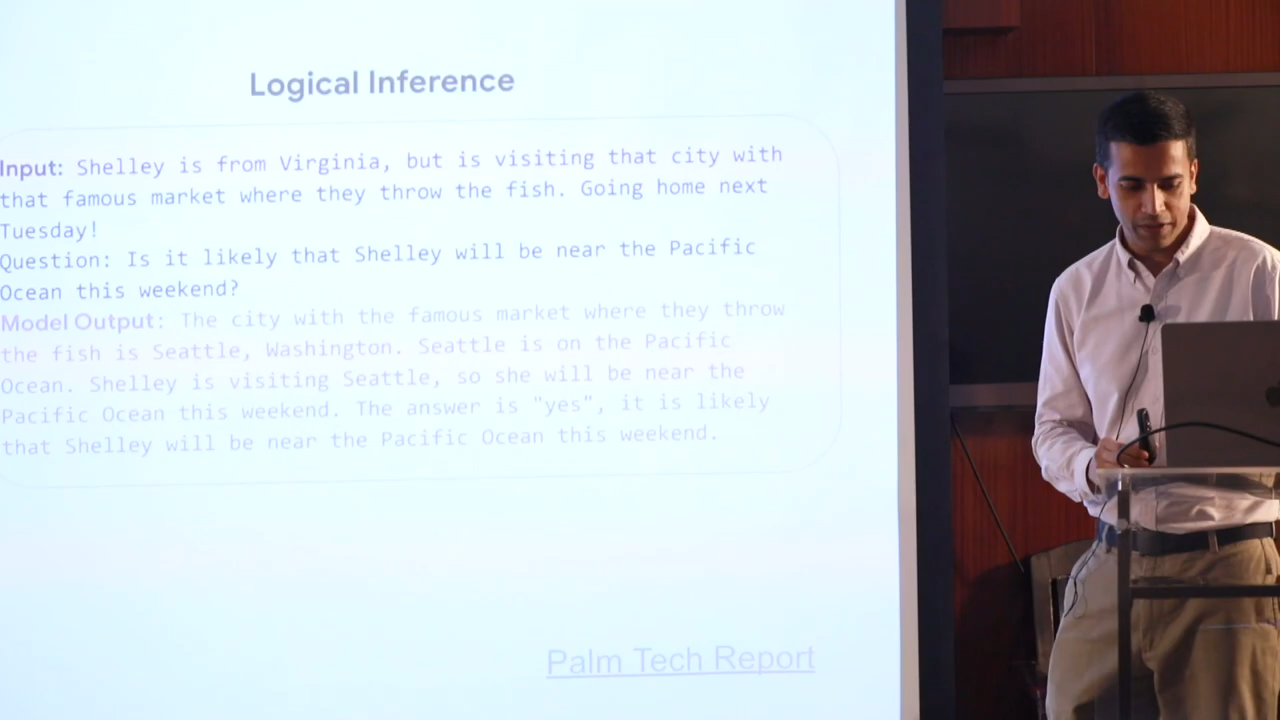 Logical Inference
Input: Shelley is from Virginia, but is visiting that city with
that famous market where they throw the fish. Going home next
Tuesday!
Question: Is it likely that Shelley will be near the Pacific
Ocean this weekend?
Model Output: The city with the famous market where they throw
the fish is Seattle, Washington. Seattle is on the Pacific
Ocean. Shelley is visiting Seattle, so she will be near the
Pacific Ocean this weekend. The answer is "yes", it is likely
that Shelley will be near the Pacific Ocean this weekend.
Palm Tech Report